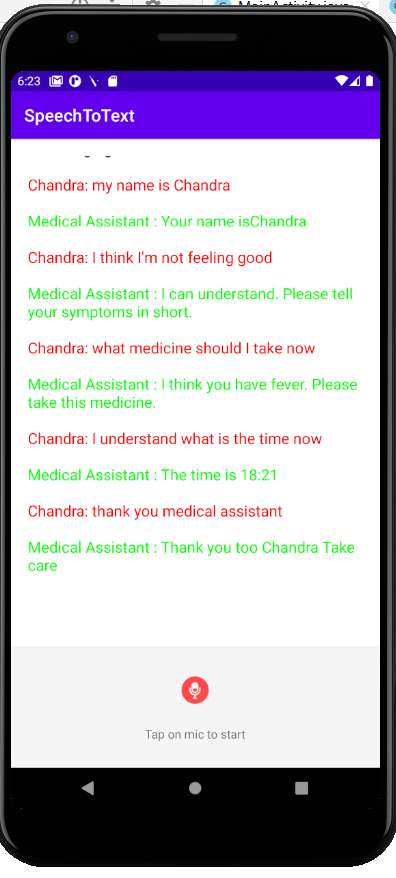 MainActivity.java
6:23
SpeechToText
Chandra: my name is Chandra
Medical Assistant : Your name isChandra
Chandra: I think I'm not feeling good
Medical Assistant : I can understand. Please tell
your symptoms in short.
Chandra: what medicine should I take now
Medical Assistant : I think you have fever. Please
take this medicine.
Chandra: I understand what is the time now
Medical Assistant : The time is 18:21
Chandra: thank you medical assistant
Medical Assistant : Thank you too Chandra Take
care
Tap on mic to start